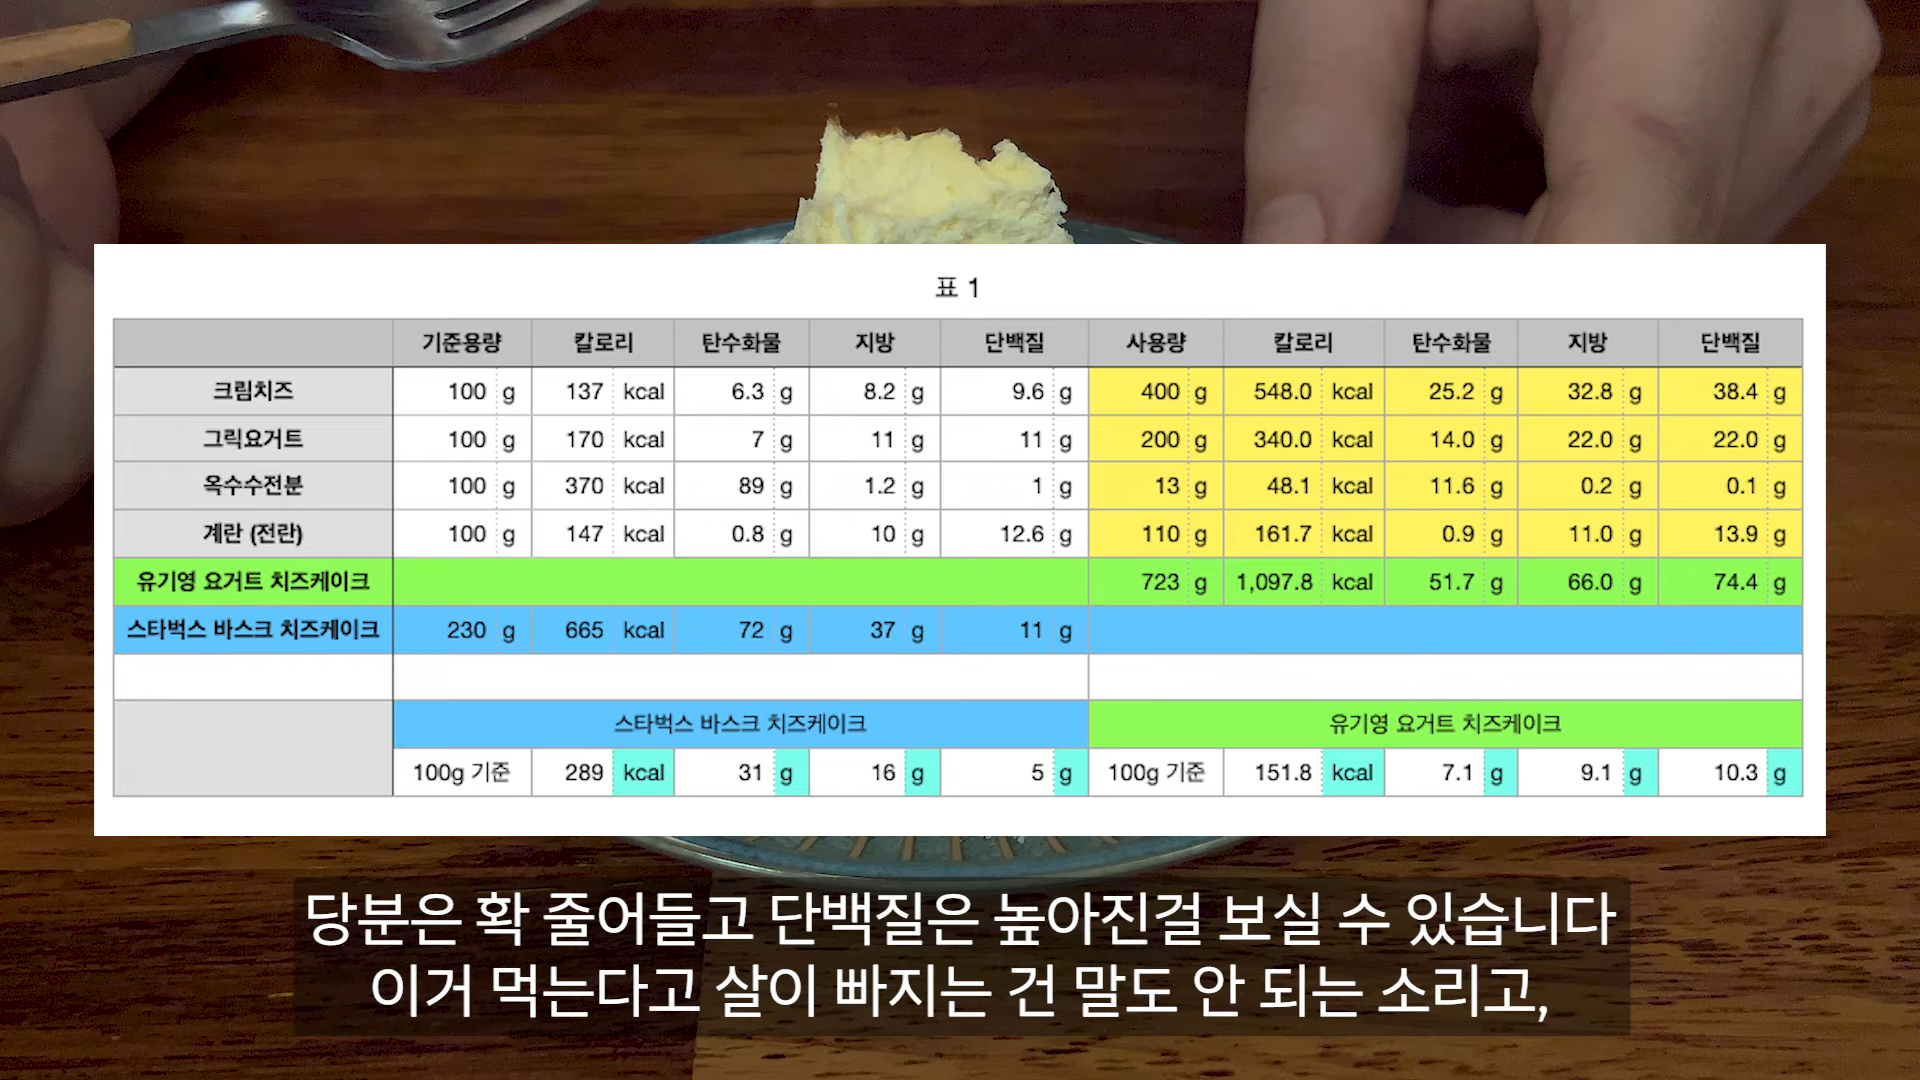 표 1
기준용량 칼로리 탄수화물 지방 단백질 사용량 칼로리 탄수화물 지방 단백질
크림치즈 100 g 137 kcal 6.3 g 8.2 g 9.6 g 400 g 548.0 kcal 25.2 g 32.8 g 38.4 g
그릭요거트 100 g 170 kcal 7 g 11 g 11 g 200 g 340.0 kcal 14.0 g 22.0 g 22.0 g
옥수수전분 100 g 370 kcal 89 g 1.2 g 1 g 13 g 48.1 kcal 11.6 g 0.2 g 0.1 g
계란 (전란) 100 g 147 kcal 0.8 g 10 g 12.6 g 110 g 161.7 kcal 0.9 g 11.0 g 13.9 g
유기영 요거트 치즈케이크 723 g 1,097.8 kcal 51.7 g 66.0 g 74.4 g
스타벅스 바스크 치즈케이크 230 g 665 kcal 72 g 37 g 11 g
스타벅스 바스크 치즈케이크 유기영 요거트 치즈케이크
100g 기준 289 kcal 31 g 16 g 5 g 100g 기준 151.8 kcal 7.1 g 9.1 g 10.3 g
당분은 확 줄어들고 단백질은 높아진걸 보실 수 있습니다
이거 먹는다고 살이 빠지는 건 말도 안 되는 소리고,